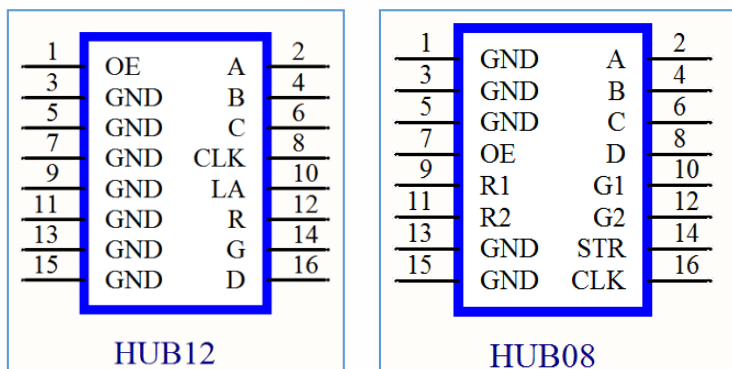 1 OE A 2
3 GND B 4
5 GND C 6
7 GND CLK 8
9 GND LA 10
11 GND R 12
13 GND G 14
15 GND D 16
HUB12
1 GND A 2
3 GND B 4
5 GND C 6
7 OE D 8
9 R1 G1 10
11 R2 G2 12
13 GND STR 14
15 GND CLK 16
HUB08